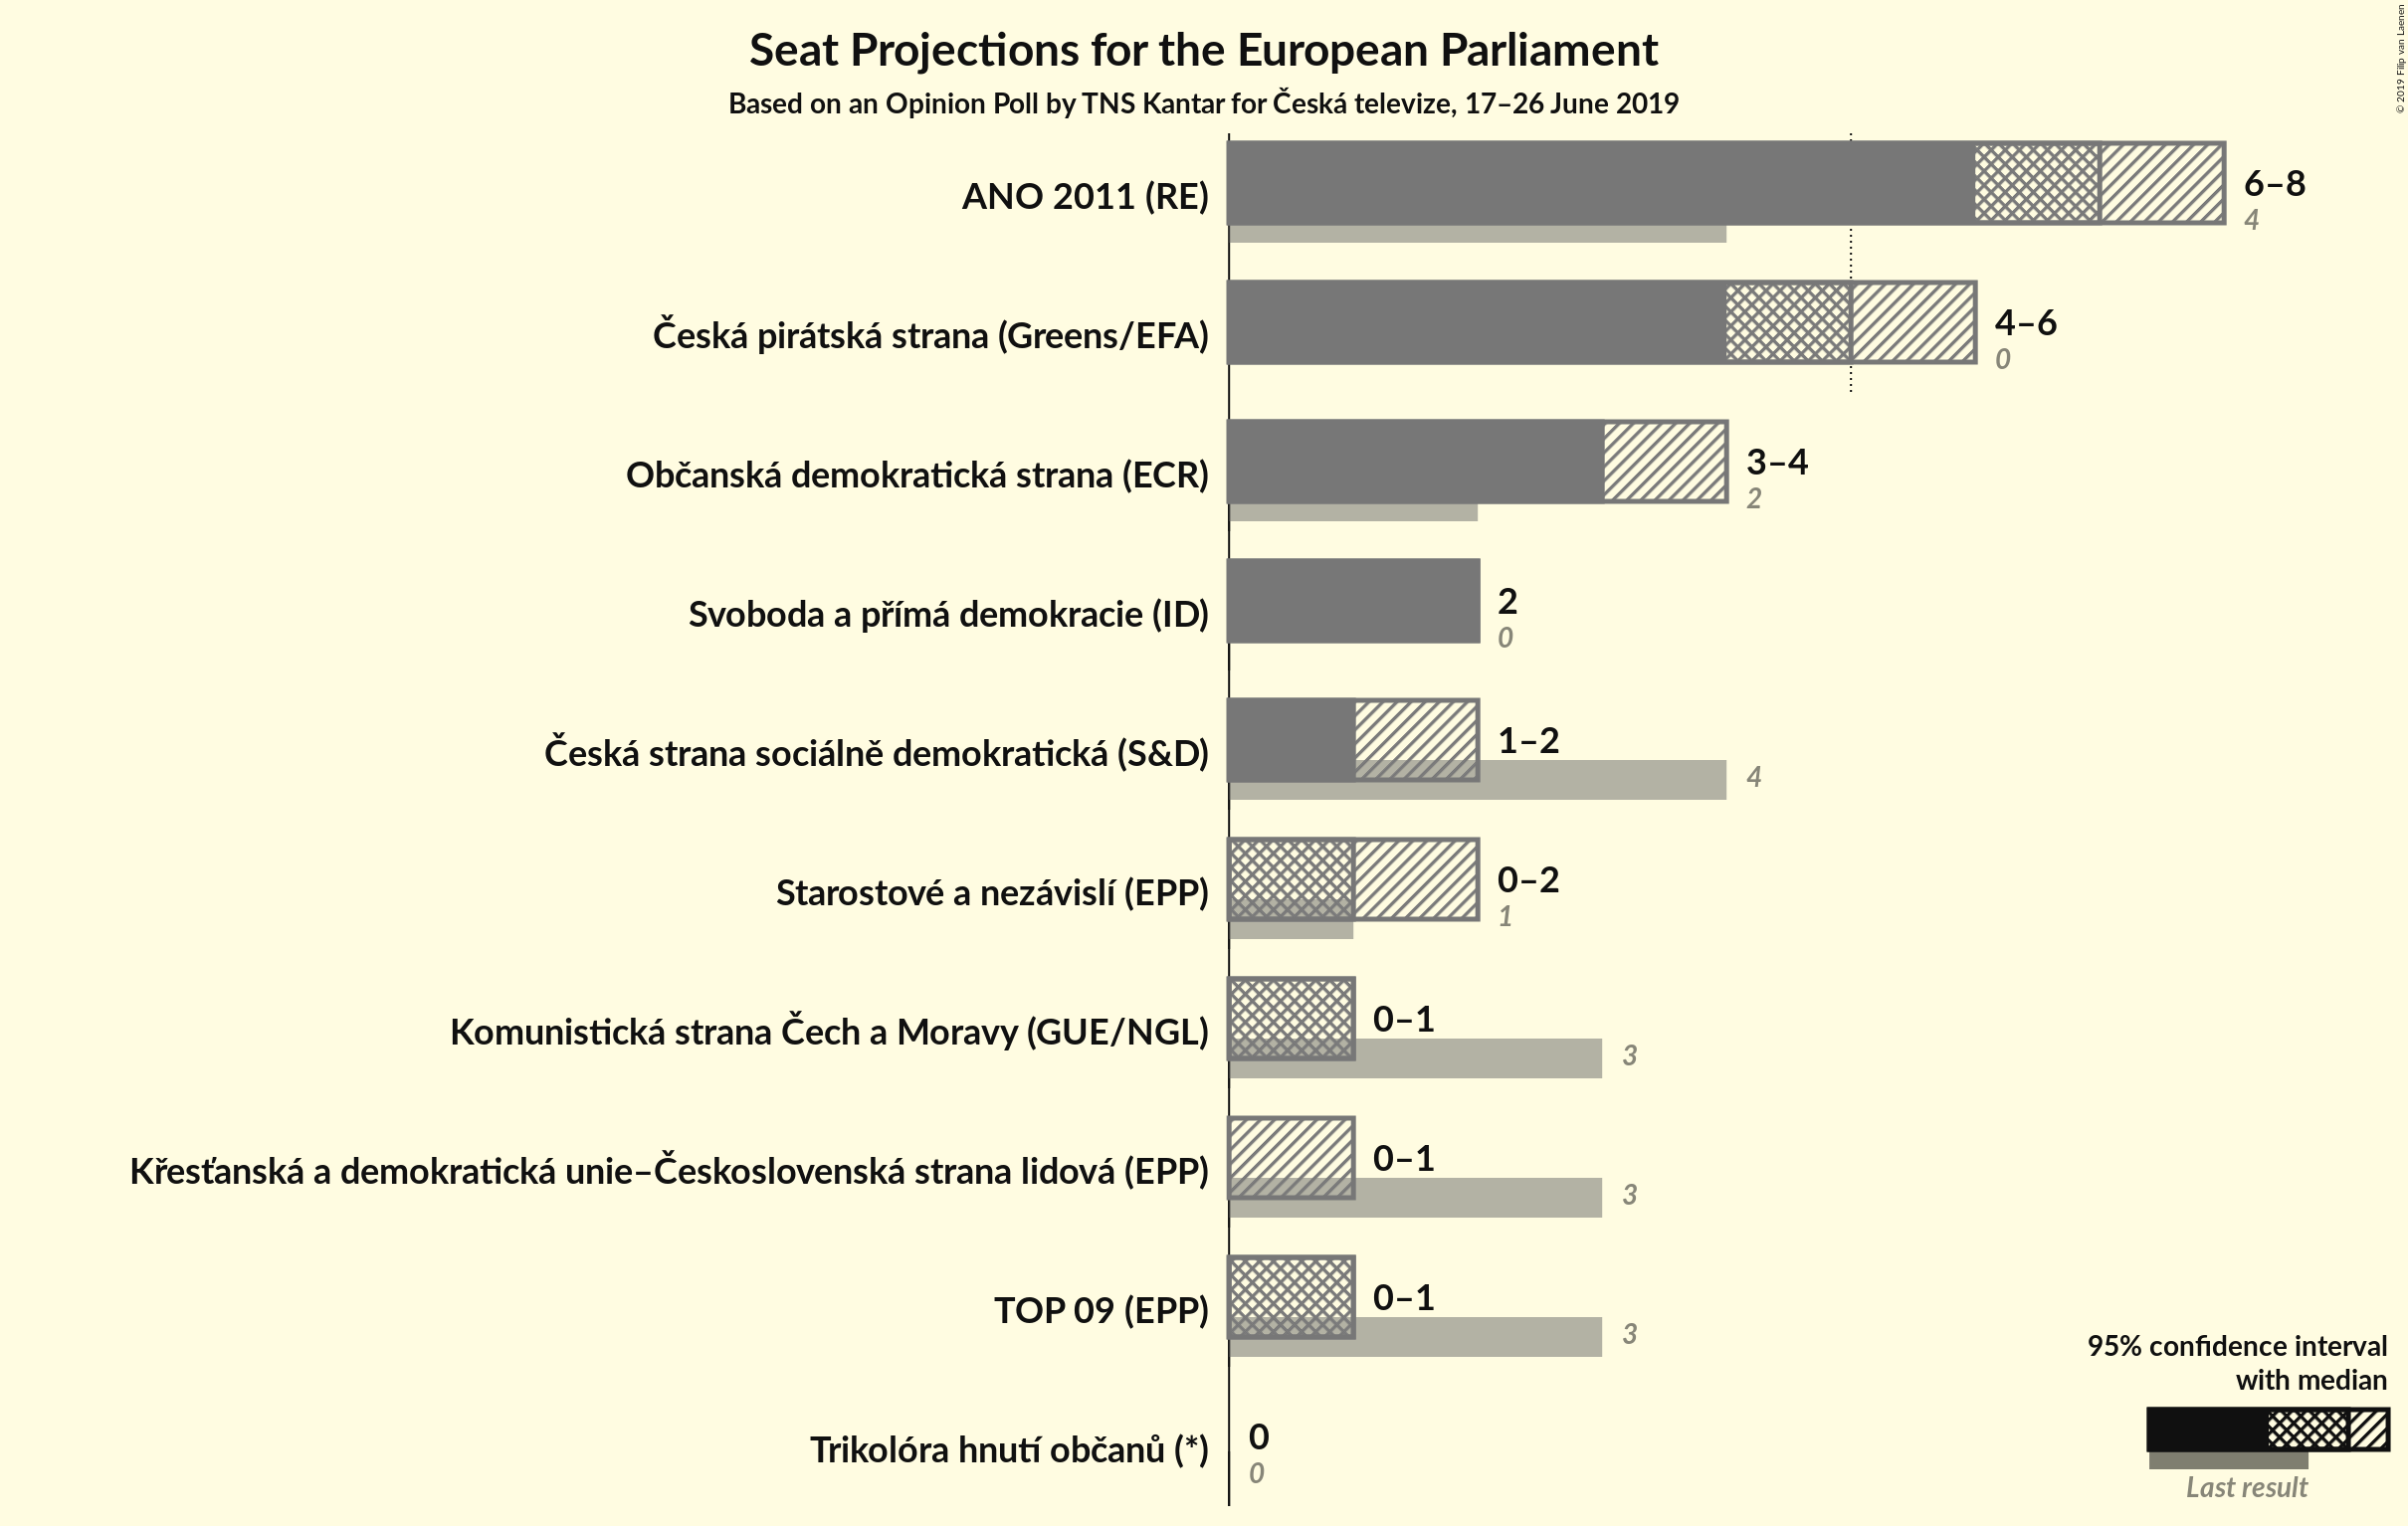 Seat Projections for the European Parliament
Based on an Opinion Poll by TNS Kantar for Česká televize, 17–26 June 2019
© 2019 Filip van Laenen
ANO 2011 (RE)
6–8
4
Česká pirátská strana (Greens/EFA)
4–6
0
Občanská demokratická strana (ECR)
3–4
2
Svoboda a přímá demokracie (ID)
2
0
Česká strana sociálně demokratická (S&D)
1–2
4
Starostové a nezávislí (EPP)
0–2
1
Komunistická strana Čech a Moravy (GUE/NGL)
0–1
3
Křesťanská a demokratická unie–Československá strana lidová (EPP)
0–1
3
TOP 09 (EPP)
0–1
3
Trikolóra hnutí občanů (*)
0
0
95% confidence interval
with median
Last result